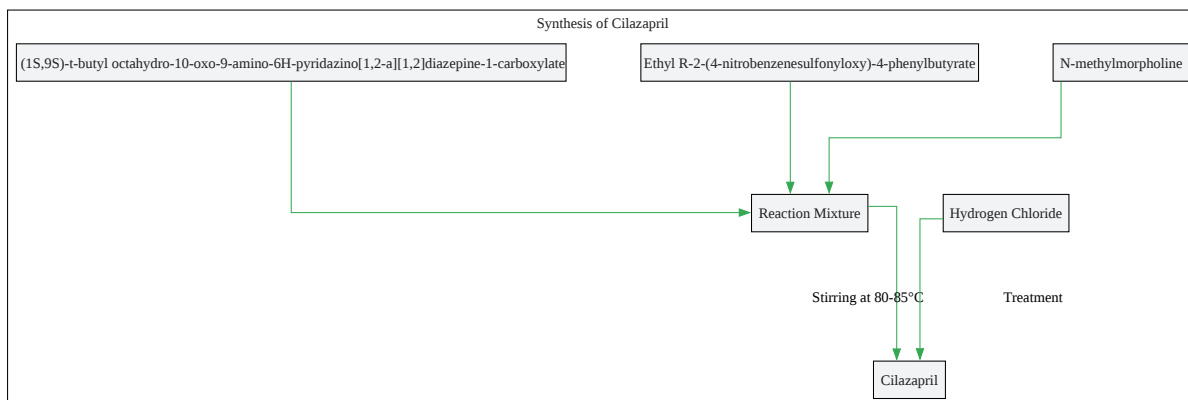 Synthesis of Cilazapril
(1S,9S)-t-butyl octahydro-10-oxo-9-amino-6H-pyridazino[1,2-a][1,2]diazepine-1-carboxylate
Ethyl R-2-(4-nitrobenzenesulfonyloxy)-4-phenylbutyrate
N-methylmorpholine
Reaction Mixture
Hydrogen Chloride
Stirring at 80-85°C
Treatment
Cilazapril